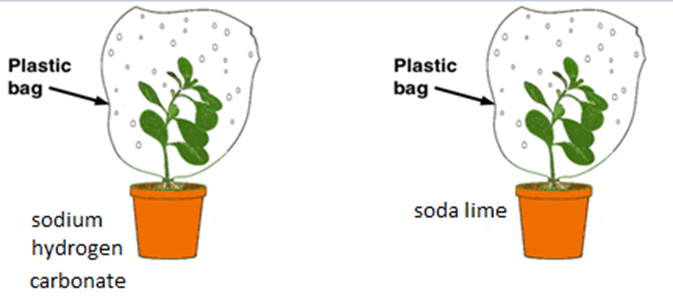 Plastic
bag
sodium
hydrogen
carbonate
Plastic
bag
soda lime